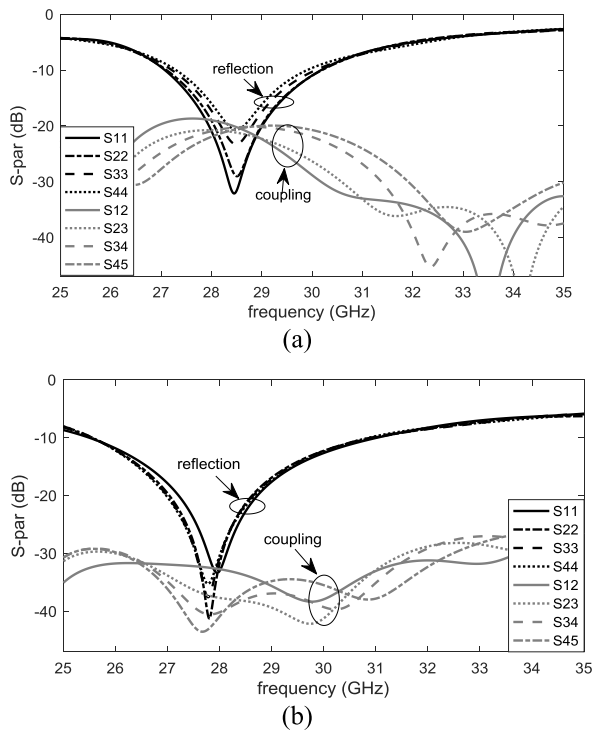 0
-10
-20
-30
-40
S-par (dB)
reflection
coupling
S11
S22
S33
S44
S12
S23
S34
S45
25 26 27 28 29 30 31 32 33 34 35
frequency (GHz)
(a)
0
-10
-20
-30
-40
S-par (dB)
reflection
coupling
S11
S22
S33
S44
S12
S23
S34
S45
25 26 27 28 29 30 31 32 33 34 35
frequency (GHz)
(b)